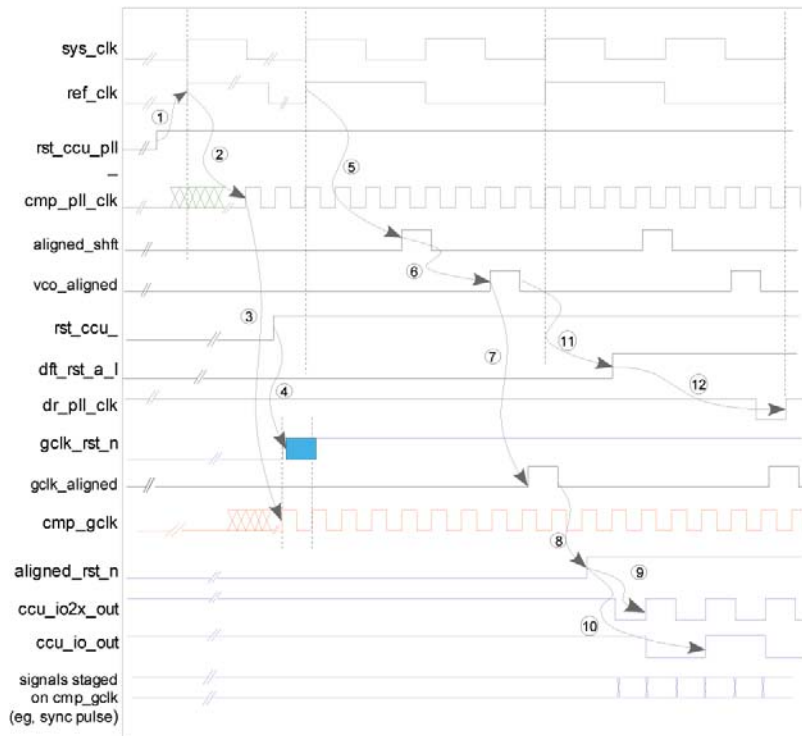 sys_clk
ref_clk
①
rst_ccu_pll
_
②
⑤
cmp_pll_clk
aligned_shft
⑥
vco_aligned
③
rst_ccu_
⑪
⑦
dft_rst_a_l
④
⑫
dr_pll_clk
gclk_rst_n
gclk_aligned
cmp_gclk
⑧
aligned_rst_n
⑨
ccu_io2x_out
⑩
ccu_io_out
signals staged
on cmp_gclk
(eg, sync pulse)